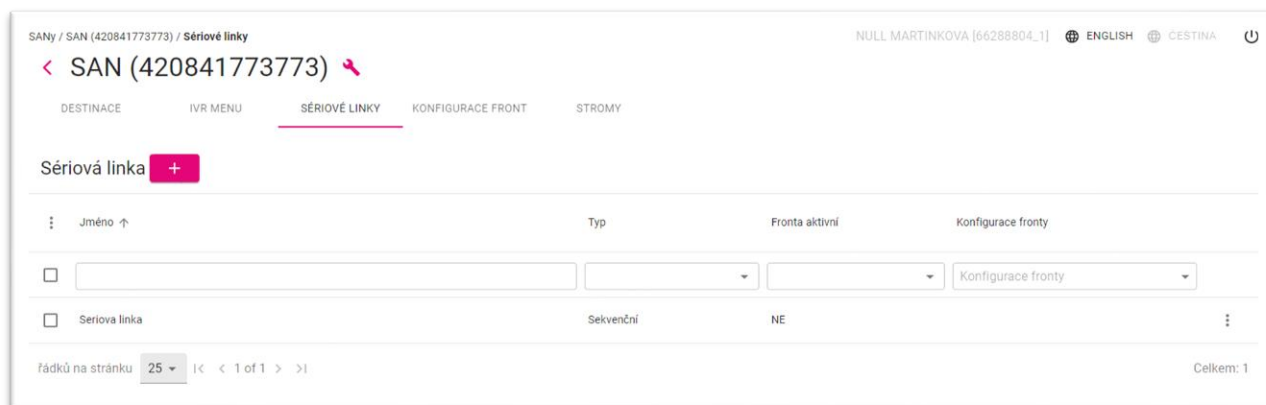 SANy / SAN (420841773773) / Sériové linky
NULL MARTINKOVA [66288804_1] ENGLISH ČEŠTINA
SAN (420841773773)
DESTINACE IVR MENU SÉRIOVÉ LINKY KONFIGURACE FRONT STROMY
Sériová linka +
Jméno ↑ Typ Fronta aktivní Konfigurace fronty
Konfigurace fronty
Seriova linka Sekvenční NE
řádků na stránku 25 1 of 1 Celkem: 1